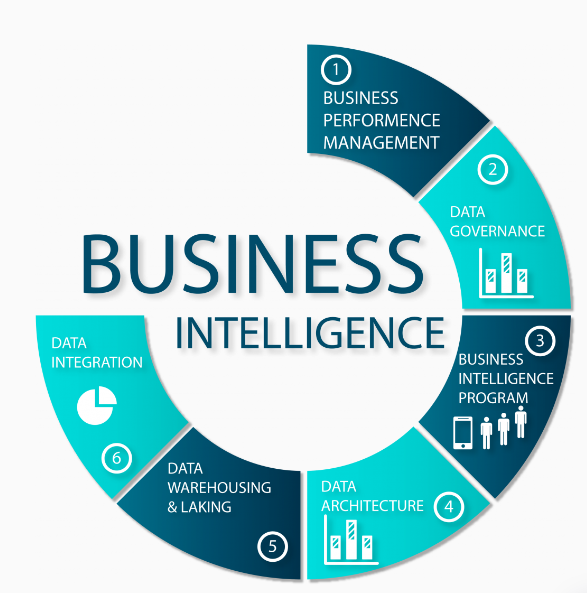 BUSINESS
INTELLIGENCE
1
BUSINESS
PERFORMENCE
MANAGEMENT
2
DATA
GOVERNANCE
3
BUSINESS
INTELLIGENCE
PROGRAM
DATA
ARCHITECTURE
4
DATA
WAREHOUSING
& LAKING
5
DATA
INTEGRATION
6